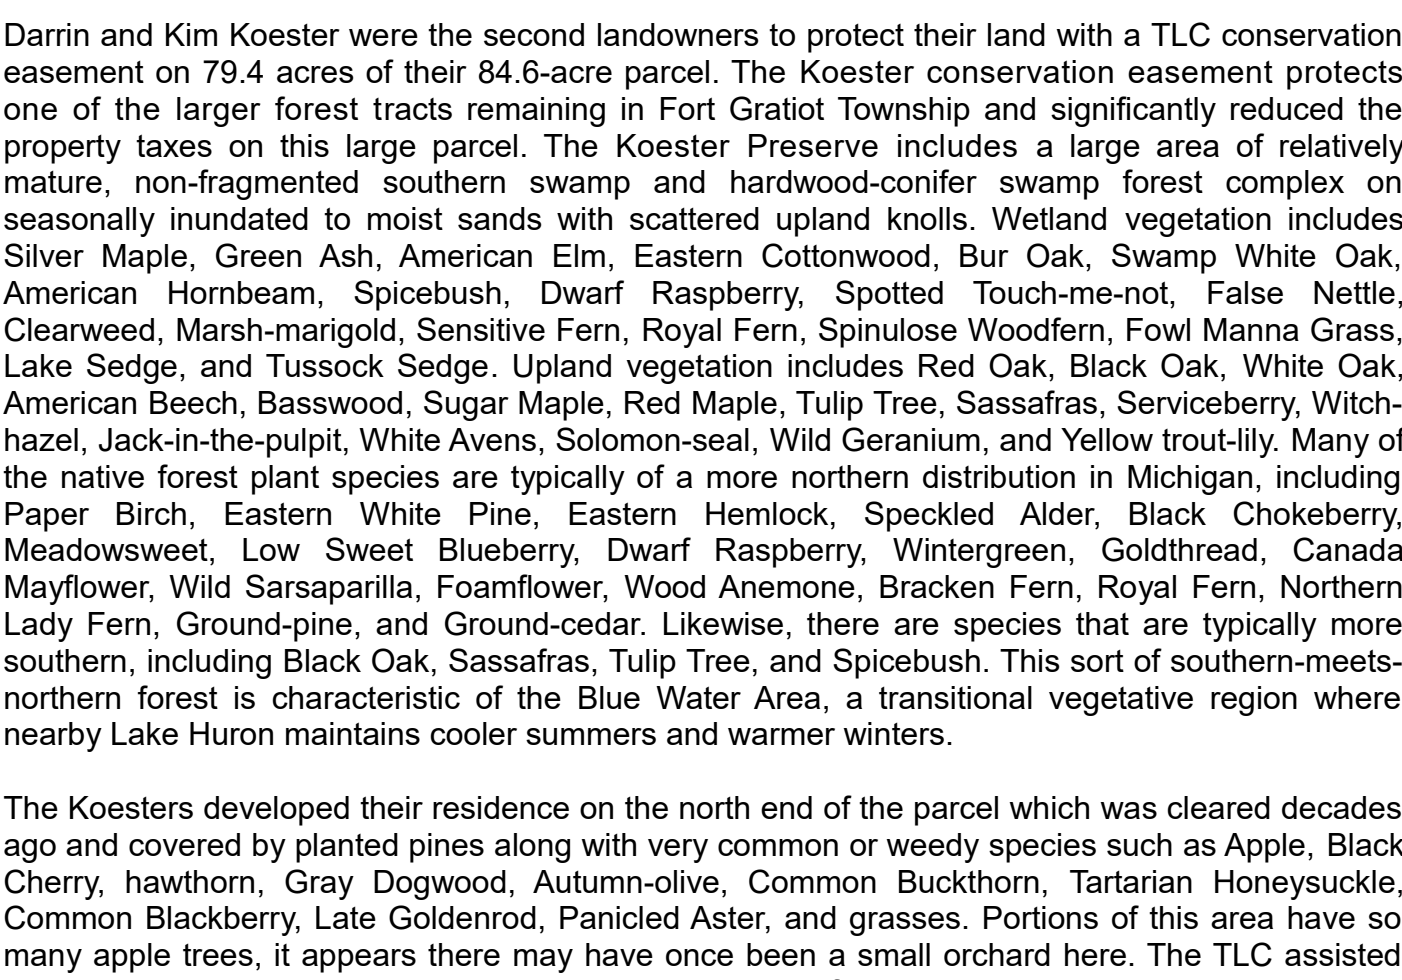 Darrin and Kim Koester were the second landowners to protect their land with a TLC conservation
easement on 79.4 acres of their 84.6-acre parcel. The Koester conservation easement protects
one of the larger forest tracts remaining in Fort Gratiot Township and significantly reduced the
property taxes on this large parcel. The Koester Preserve includes a large area of relatively
mature, non-fragmented southern swamp and hardwood-conifer swamp forest complex on
seasonally inundated to moist sands with scattered upland knolls. Wetland vegetation includes
Silver Maple, Green Ash, American Elm, Eastern Cottonwood, Bur Oak, Swamp White Oak,
American Hornbeam, Spicebush, Dwarf Raspberry, Spotted Touch-me-not, False Nettle,
Clearweed, Marsh-marigold, Sensitive Fern, Royal Fern, Spinulose Woodfern, Fowl Manna Grass,
Lake Sedge, and Tussock Sedge. Upland vegetation includes Red Oak, Black Oak, White Oak,
American Beech, Basswood, Sugar Maple, Red Maple, Tulip Tree, Sassafras, Serviceberry, Witch-
hazel, Jack-in-the-pulpit, White Avens, Solomon-seal, Wild Geranium, and Yellow trout-lily. Many of
the native forest plant species are typically of a more northern distribution in Michigan, including
Paper Birch, Eastern White Pine, Eastern Hemlock, Speckled Alder, Black Chokeberry,
Meadowsweet, Low Sweet Blueberry, Dwarf Raspberry, Wintergreen, Goldthread, Canada
Mayflower, Wild Sarsaparilla, Foamflower, Wood Anemone, Bracken Fern, Royal Fern, Northern
Lady Fern, Ground-pine, and Ground-cedar. Likewise, there are species that are typically more
southern, including Black Oak, Sassafras, Tulip Tree, and Spicebush. This sort of southern-meets-
northern forest is characteristic of the Blue Water Area, a transitional vegetative region where
nearby Lake Huron maintains cooler summers and warmer winters.
The Koesters developed their residence on the north end of the parcel which was cleared decades
ago and covered by planted pines along with very common or weedy species such as Apple, Black
Cherry, hawthorn, Gray Dogwood, Autumn-olive, Common Buckthorn, Tartarian Honeysuckle,
Common Blackberry, Late Goldenrod, Panicled Aster, and grasses. Portions of this area have so
many apple trees, it appears there may have once been a small orchard here. The TLC assisted